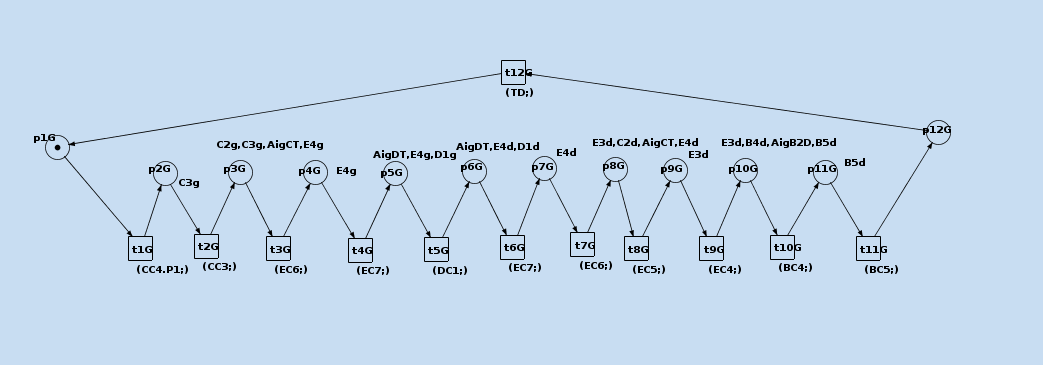 t12G
(TD;)
p1G
p12G
C2g,C3g,AigCT,E4g
AigDT,E4g,D1g
AigDT,E4d,D1d
E4d
E3d,C2d,AigCT,E4d
E3d
E3d,B4d,AigB2D,B5d
B5d
p2G
C3g
p3G
p4G
E4g
p5G
p6G
p7G
p8G
p9G
p10G
p11G
t1G
t2G
t3G
t4G
t5G
t6G
t7G
t8G
t9G
t10G
t11G
(CC4.P1;)
(CC3;)
(EC6;)
(EC7;)
(DC1;)
(EC7;)
(EC6;)
(EC5;)
(EC4;)
(BC4;)
(BC5;)